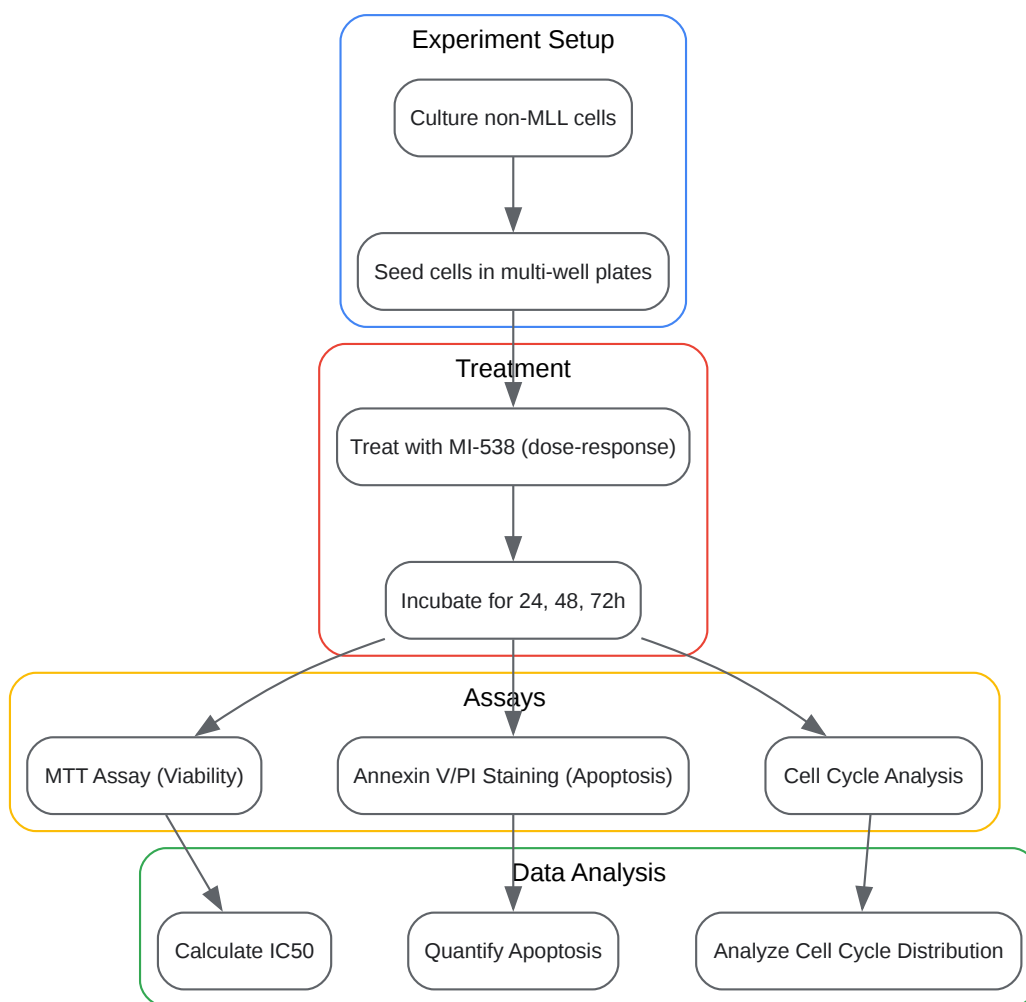 Experiment Setup
Culture non-MLL cells
Seed cells in multi-well plates
Treatment
Treat with MI-538 (dose-response)
Incubate for 24, 48, 72h
Assays
MTT Assay (Viability)
Annexin V/PI Staining (Apoptosis)
Cell Cycle Analysis
Data Analysis
Calculate IC50
Quantify Apoptosis
Analyze Cell Cycle Distribution